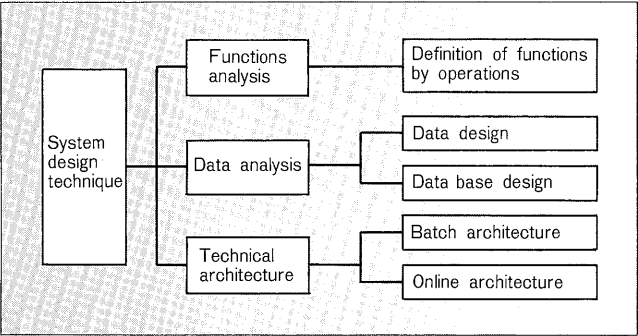 System
design
technique
Functions
analysis
Definition of functions
by operations
Data analysis
Data design
Data base design
Technical
architecture
Batch architecture
Online architecture